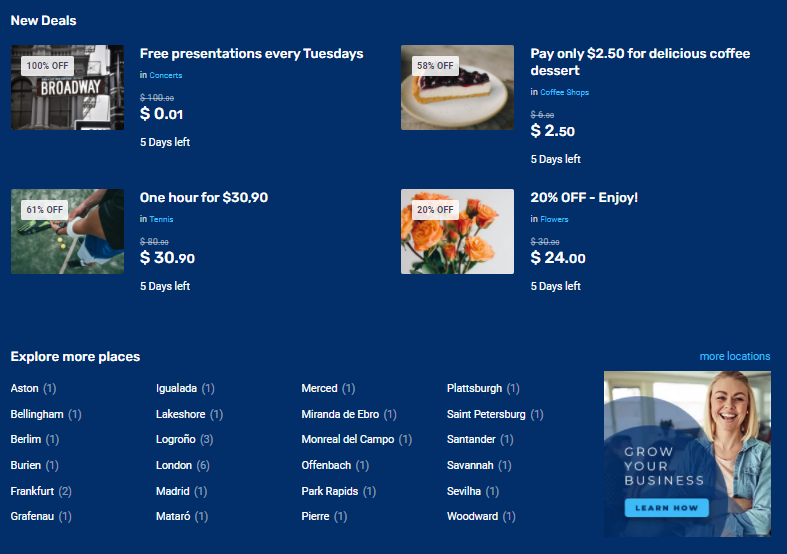 New Deals
100% OFF
BROADWAY
Free presentations every Tuesdays
in Concerts
$ 100.00
$ 0.01
5 Days left
58% OFF
Pay only $2.50 for delicious coffee
dessert
in Coffee Shops
$ 6.00
$ 2.50
5 Days left
61% OFF
One hour for $30,90
in Tennis
$ 80.00
$ 30.90
5 Days left
20% OFF
20% OFF - Enjoy!
in Flowers
$ 30.00
$ 24.00
5 Days left
Explore more places
more locations
Aston (1)
Bellingham (1)
Berlim (1)
Burien (1)
Frankfurt (2)
Grafenau (1)
Igualada (1)
Lakeshore (1)
Logroño (3)
London (6)
Madrid (1)
Mataró (1)
Merced (1)
Miranda de Ebro (1)
Monreal del Campo (1)
Offenbach (1)
Park Rapids (1)
Pierre (1)
Plattsburgh (1)
Saint Petersburg (1)
Santander (1)
Savannah (1)
Sevilha (1)
Woodward (1)
GROW
YOUR
BUSINESS
LEARN HOW